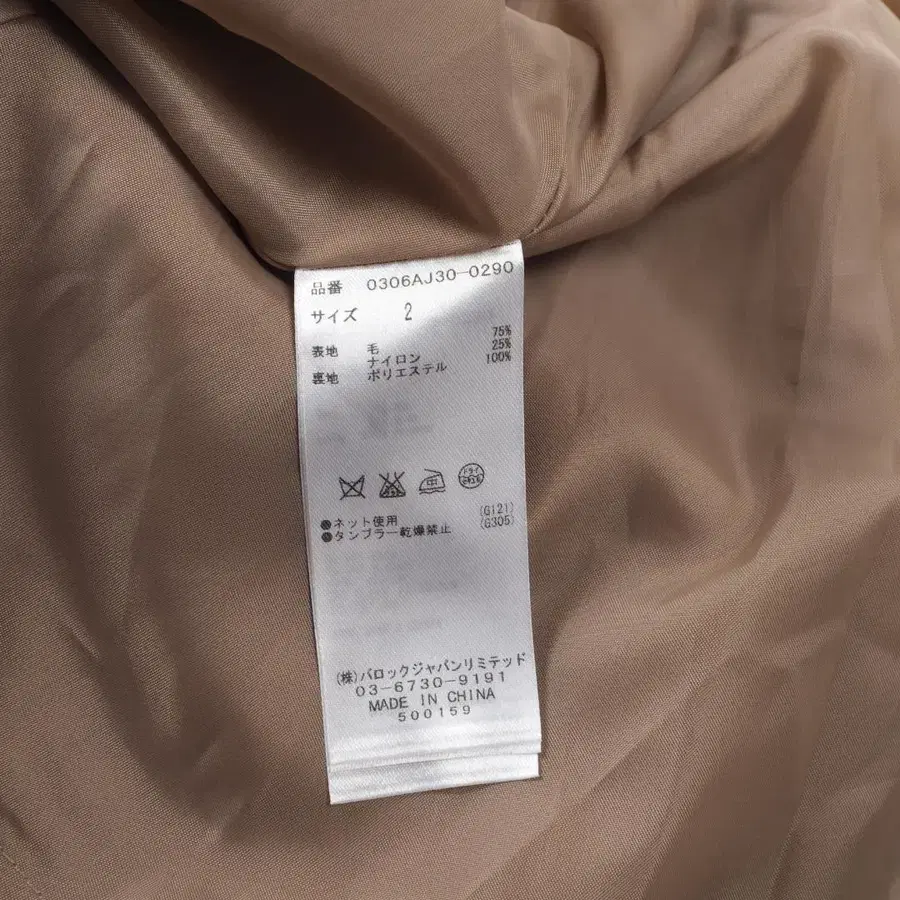 品番 0306AJ30-0290
サイズ 2
表地 毛 75%
ナイロン 25%
裏地 ポリエステル 100%
ドライ
●ネット使用 (G121)
●タンブラー乾燥禁止 (G305)
(株)バロックジャパンリミテッド
03-6730-9191
MADE IN CHINA
500159